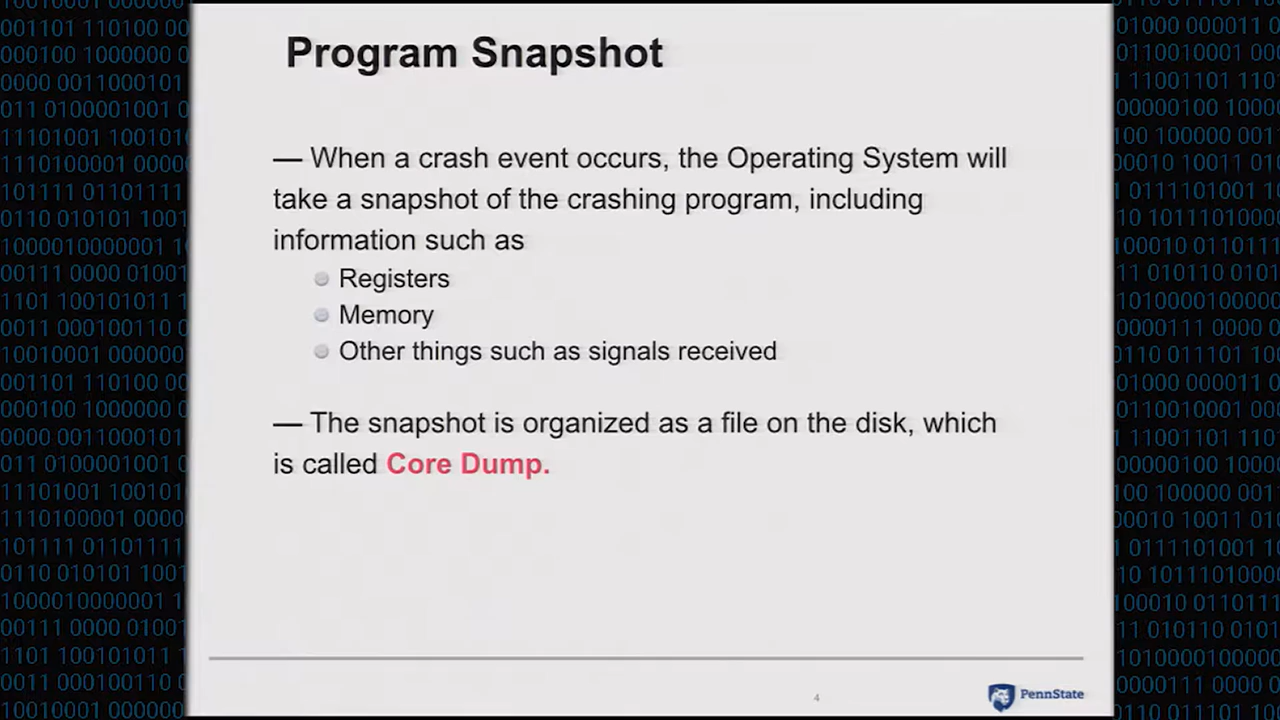 Program Snapshot
— When a crash event occurs, the Operating System will
take a snapshot of the crashing program, including
information such as
Registers
Memory
Other things such as signals received
— The snapshot is organized as a file on the disk, which
is called Core Dump.
4
PennState